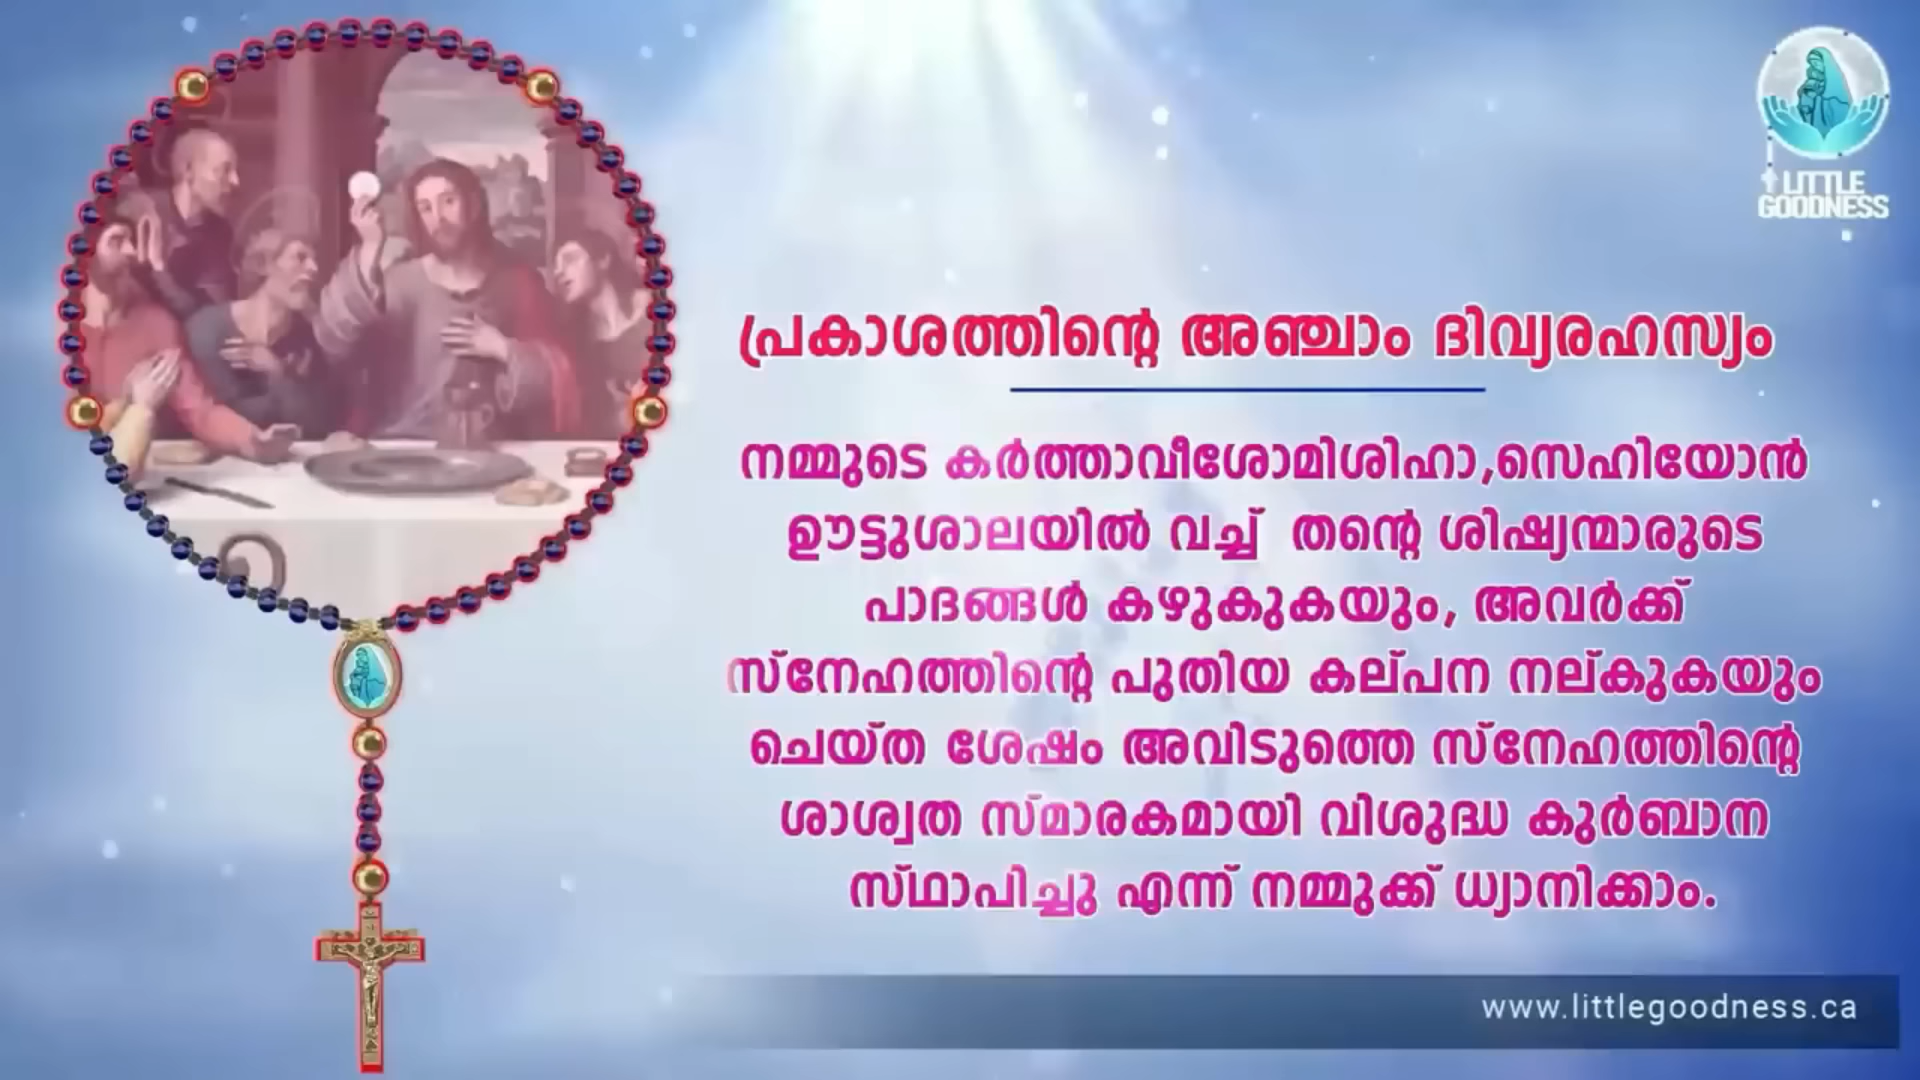 LITTLE
GOODNESS
പ്രകാശത്തിന്റെ അഞ്ചാം ദിവ്യരഹസ്യം
നമ്മുടെ കർത്താവീശോമിശിഹാ,സെഹിയോൻ
ഊട്ടുശാലയിൽ വച്ച് തന്റെ ശിഷ്യന്മാരുടെ
പാദങ്ങൾ കഴുകുകയും, അവർക്ക്
സ്നേഹത്തിന്റെ പുതിയ കല്പന നല്കുകയും
ചെയ്ത ശേഷം അവിടുത്തെ സ്നേഹത്തിന്റെ
ശാശ്വത സ്മാരകമായി വിശുദ്ധ കുർബാന
സ്ഥാപിച്ചു എന്ന് നമ്മുക്ക് ധ്യാനിക്കാം.
www.littlegoodness.ca